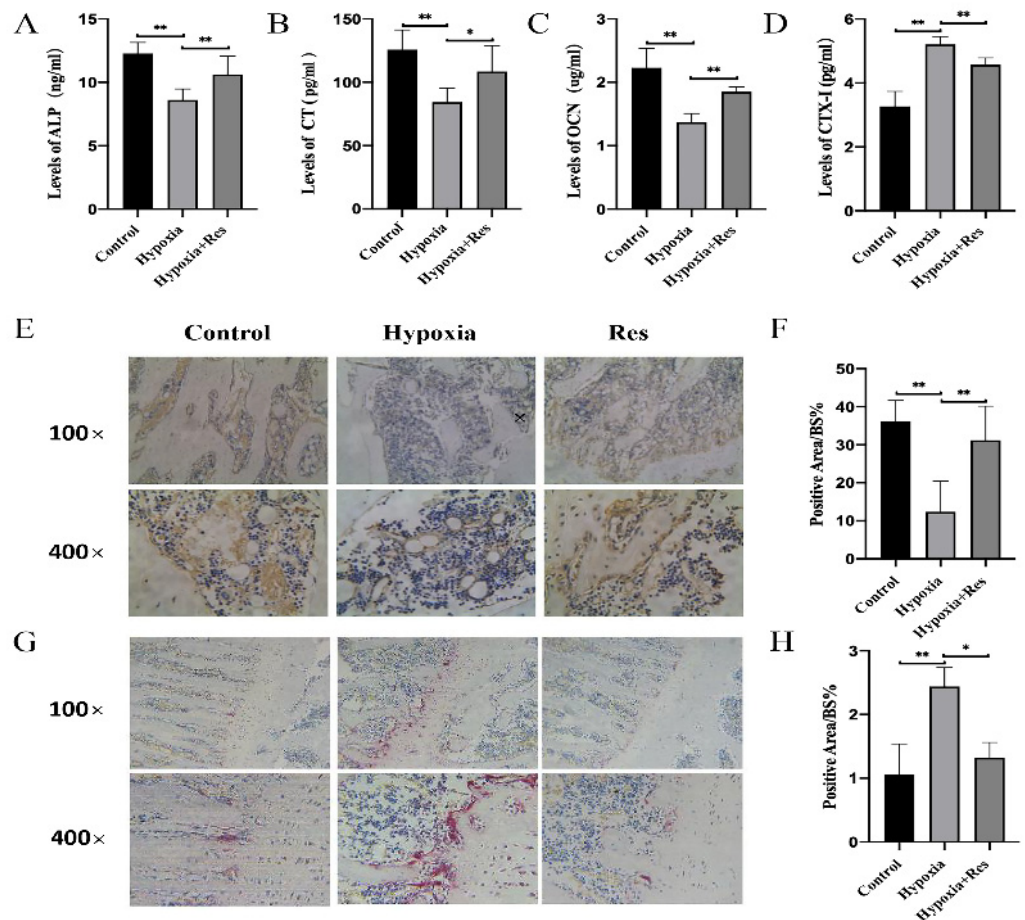 A
Levels of ALP (ng/ml)
15
10
5
0
**
**
Control
Hypoxia
Hypoxia+Res
B
Levels of CT (pg/ml)
150
100
50
0
**
*
Control
Hypoxia
Hypoxia+Res
C
Levels of OCN (ug/ml)
3
2
1
0
**
**
Control
Hypoxia
Hypoxia+Res
D
Levels of CTX-I (pg/ml)
6
4
2
0
**
**
Control
Hypoxia
Hypoxia+Res
E
Control Hypoxia Res
100×
400×
F
Positive Area/BS%
50
40
30
20
10
0
**
**
Control
Hypoxia
Hypoxia+Res
G
100×
400×
H
Positive Area/BS%
3
2
1
0
**
*
Control
Hypoxia
Hypoxia+Res